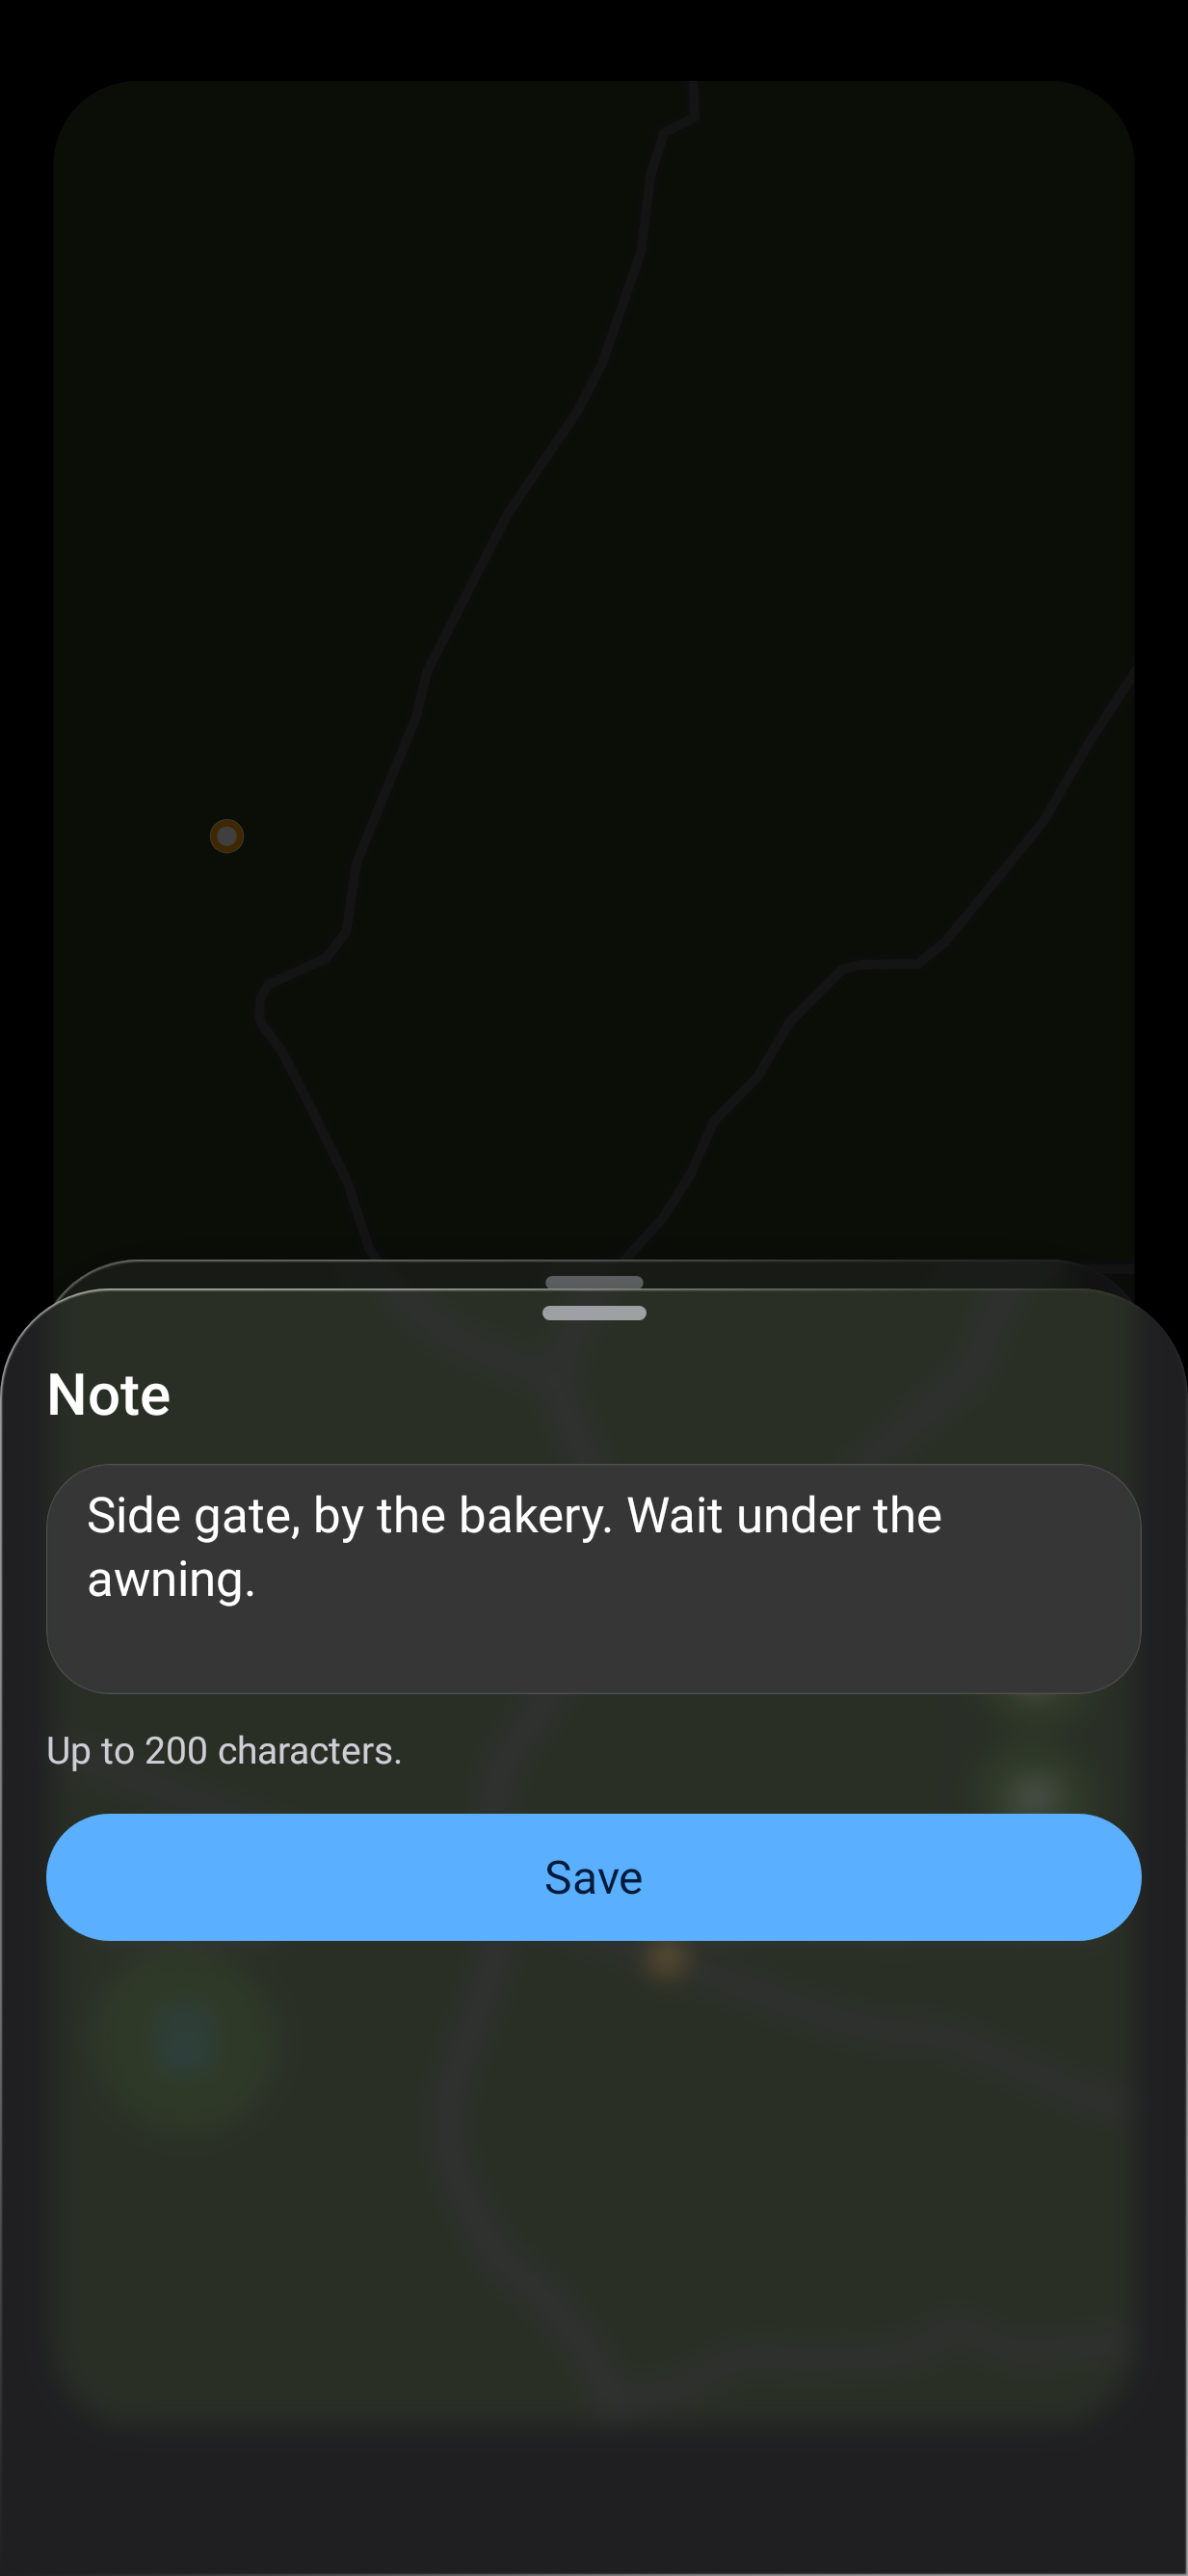 Note
Side gate, by the bakery. Wait under the
awning.
Up to 200 characters.
Save